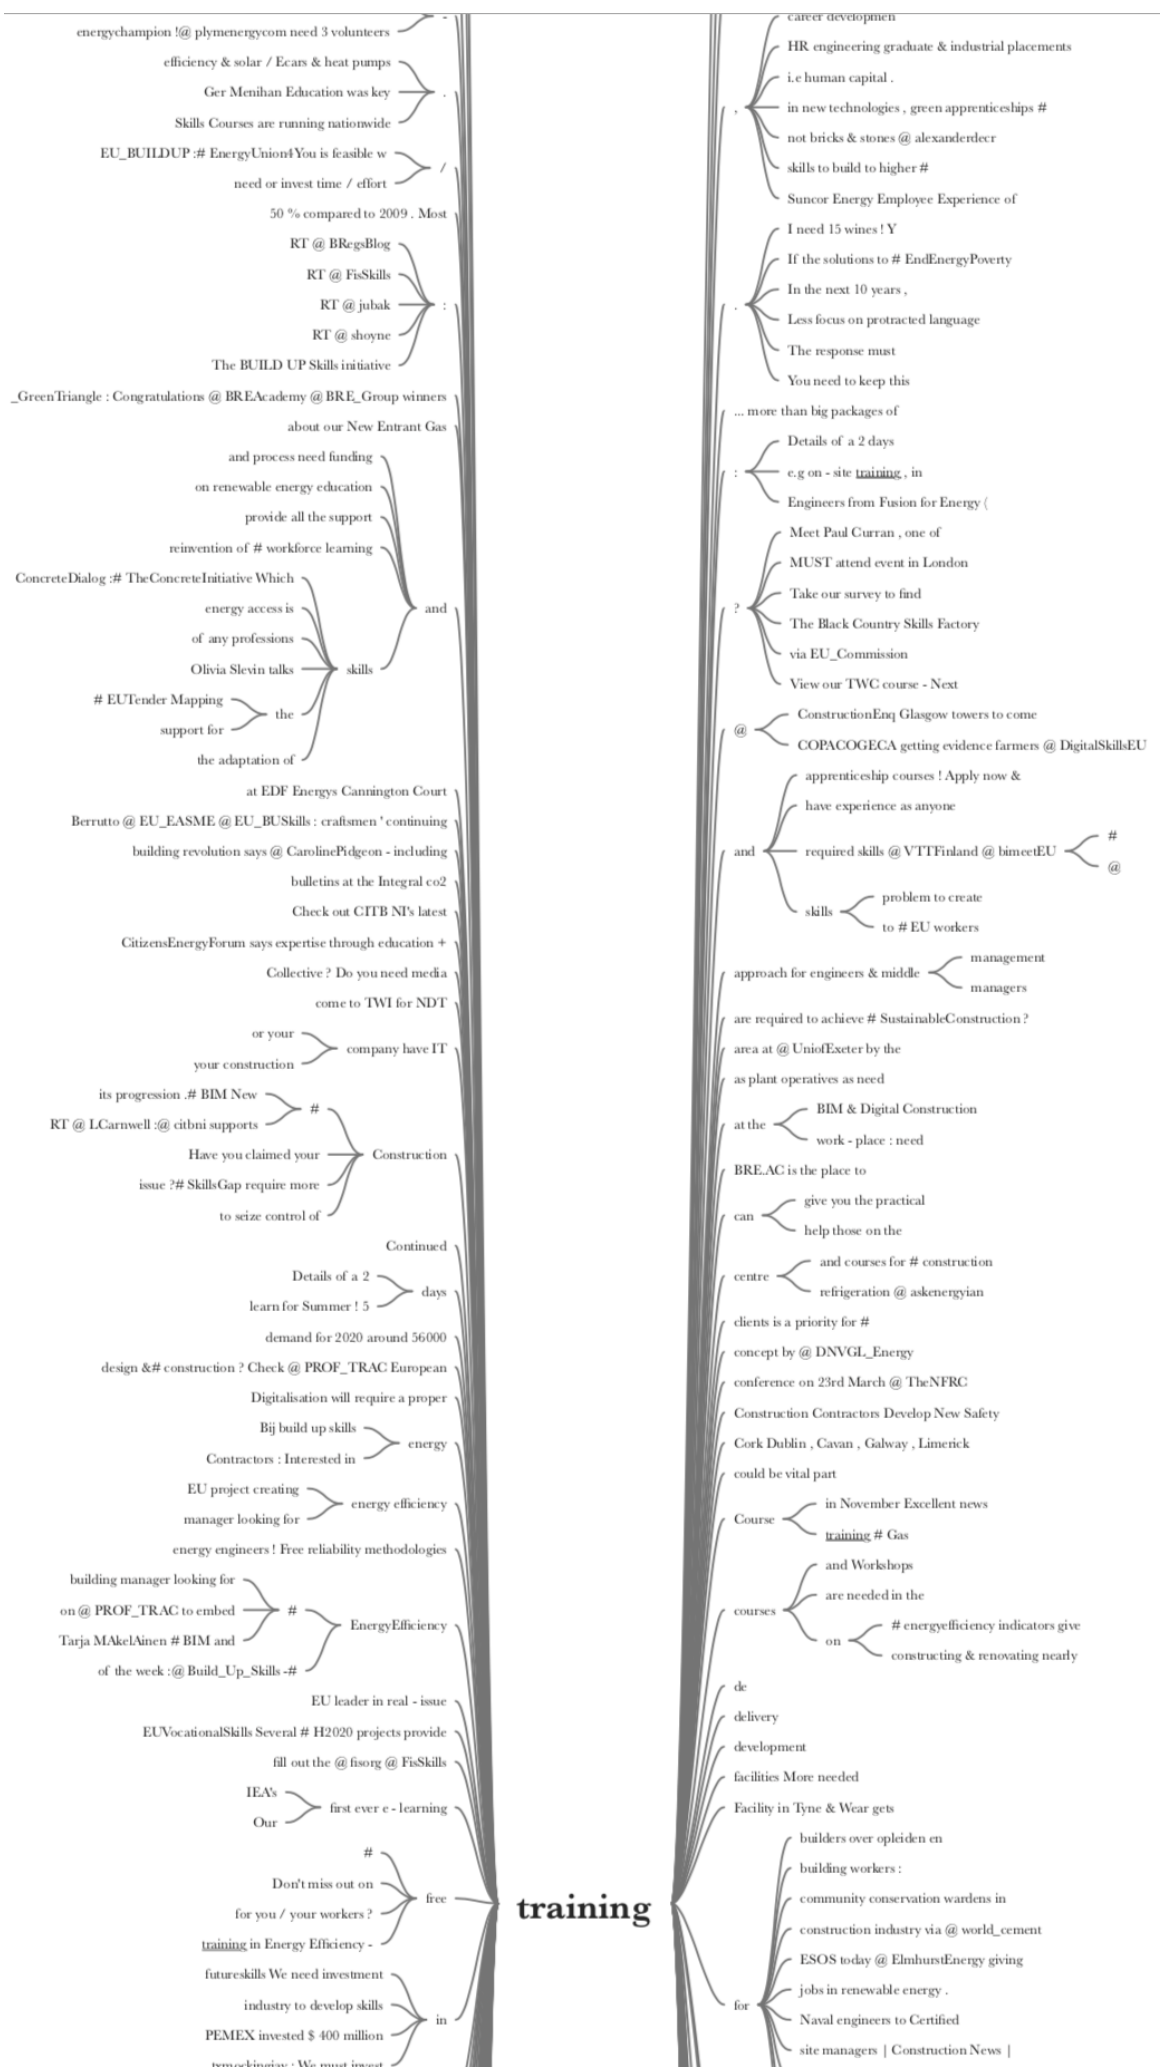 energychampion !@ plymenergycom need 3 volunteers
-
efficiency & solar / Ecars & heat pumps
Ger Menihan Education was key
.
Skills Courses are running nationwide
EU_BUILDUP :# EnergyUnion4You is feasible w
/
need or invest time / effort
50 % compared to 2009 . Most
RT @ BRegsBlog
RT @ FisSkills
RT @ jubak
:
RT @ shoyne
The BUILD UP Skills initiative
_GreenTriangle : Congratulations @ BREAcademy @ BRE_Group winners
about our New Entrant Gas
and process need funding
on renewable energy education
provide all the support
reinvention of # workforce learning
ConcreteDialog :# TheConcreteInitiative Which
energy access is
and
of any professions
Olivia Slevin talks
skills
# EUTender Mapping
the
support for
the adaptation of
at EDF Energys Cannington Court
Berrutto @ EU_EASME @ EU_BUSkills : craftsmen ' continuing
building revolution says @ CarolinePidgeon - including
bulletins at the Integral co2
Check out CITB NI's latest
CitizensEnergyForum says expertise through education +
Collective ? Do you need media
come to TWI for NDT
or your
company have IT
your construction
its progression .# BIM New
#
RT @ LCarnwell :@ citbni supports
Have you claimed your
Construction
issue ?# SkillsGap require more
to seize control of
Continued
Details of a 2
days
learn for Summer ! 5
demand for 2020 around 56000
design &# construction ? Check @ PROF_TRAC European
Digitalisation will require a proper
Bij build up skills
energy
Contractors : Interested in
EU project creating
energy efficiency
manager looking for
energy engineers ! Free reliability methodologies
building manager looking for
on @ PROF_TRAC to embed
#
EnergyEfficiency
Tarja MAkelAinen # BIM and
of the week :@ Build_Up_Skills -#
EU leader in real - issue
EUVocationalSkills Several # H2020 projects provide
fill out the @ fisorg @ FisSkills
IEA's
first ever e - learning
Our
#
Don't miss out on
free
for you / your workers ?
training in Energy Efficiency -
futureskills We need investment
industry to develop skills
in
PEMEX invested $ 400 million
txmockingjay : We must invest
training
career developmen
HR engineering graduate & industrial placements
i.e human capital .
,
in new technologies , green apprenticeships #
not bricks & stones @ alexanderdecr
skills to build to higher #
Suncor Energy Employee Experience of
I need 15 wines ! Y
If the solutions to # EndEnergyPoverty
In the next 10 years ,
.
Less focus on protracted language
The response must
You need to keep this
... more than big packages of
Details of a 2 days
:
e.g on - site training , in
Engineers from Fusion for Energy (
Meet Paul Curran , one of
MUST attend event in London
Take our survey to find
?
The Black Country Skills Factory
via EU_Commission
View our TWC course - Next
@
ConstructionEnq Glasgow towers to come
COPACOGECA getting evidence farmers @ DigitalSkillsEU
apprenticeship courses ! Apply now &
have experience as anyone
and
required skills @ VTTFinland @ bimeetEU
#
@
skills
problem to create
to # EU workers
approach for engineers & middle
management
managers
are required to achieve # SustainableConstruction ?
area at @ UniofExeter by the
as plant operatives as need
at the
BIM & Digital Construction
work - place : need
BRE.AC is the place to
can
give you the practical
help those on the
centre
and courses for # construction
refrigeration @ askenergyian
clients is a priority for #
concept by @ DNVGL_Energy
conference on 23rd March @ TheNFRC
Construction Contractors Develop New Safety
Cork Dublin , Cavan , Galway , Limerick
could be vital part
Course
in November Excellent news
training # Gas
courses
and Workshops
are needed in the
on
# energyefficiency indicators give
constructing & renovating nearly
de
delivery
development
facilities More needed
Facility in Tyne & Wear gets
for
builders over opleiden en
building workers :
community conservation wardens in
construction industry via @ world_cement
ESOS today @ ElmhurstEnergy giving
jobs in renewable energy .
Naval engineers to Certified
site managers | Construction News |